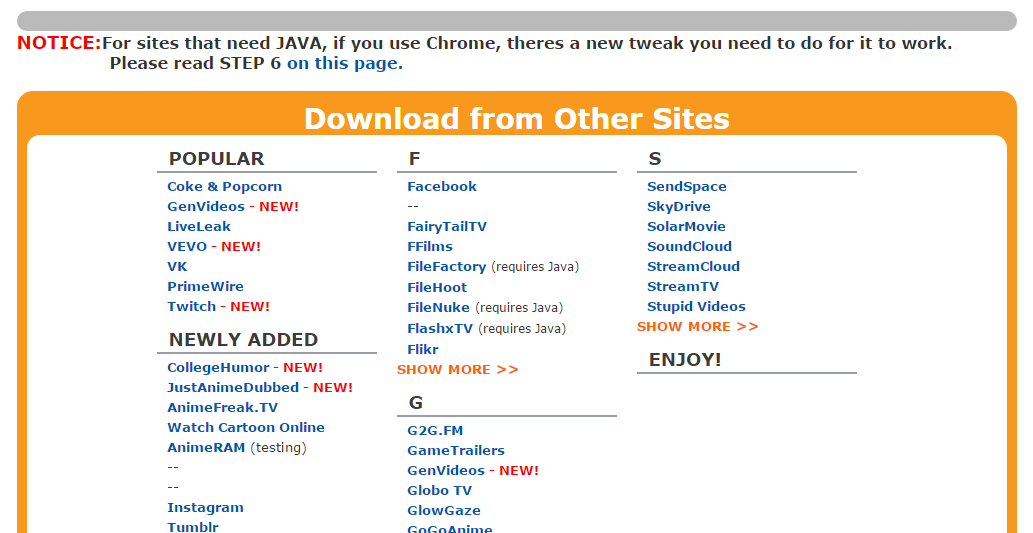 NOTICE:For sites that need JAVA, if you use Chrome, theres a new tweak you need to do for it to work.
Please read STEP 6 on this page.
Download from Other Sites
POPULAR
Coke & Popcorn
GenVideos - NEW!
LiveLeak
VEVO - NEW!
VK
PrimeWire
Twitch - NEW!
NEWLY ADDED
CollegeHumor - NEW!
JustAnimeDubbed - NEW!
AnimeFreak.TV
Watch Cartoon Online
AnimeRAM (testing)
--
--
Instagram
Tumblr
F
Facebook
--
FairyTailTV
FFilms
FileFactory (requires Java)
FileHoot
FileNuke (requires Java)
FlashxTV (requires Java)
Flikr
SHOW MORE >>
G
G2G.FM
GameTrailers
GenVideos - NEW!
Globo TV
GlowGaze
GoGoAnime
S
SendSpace
SkyDrive
SolarMovie
SoundCloud
StreamCloud
StreamTV
Stupid Videos
SHOW MORE >>
ENJOY!